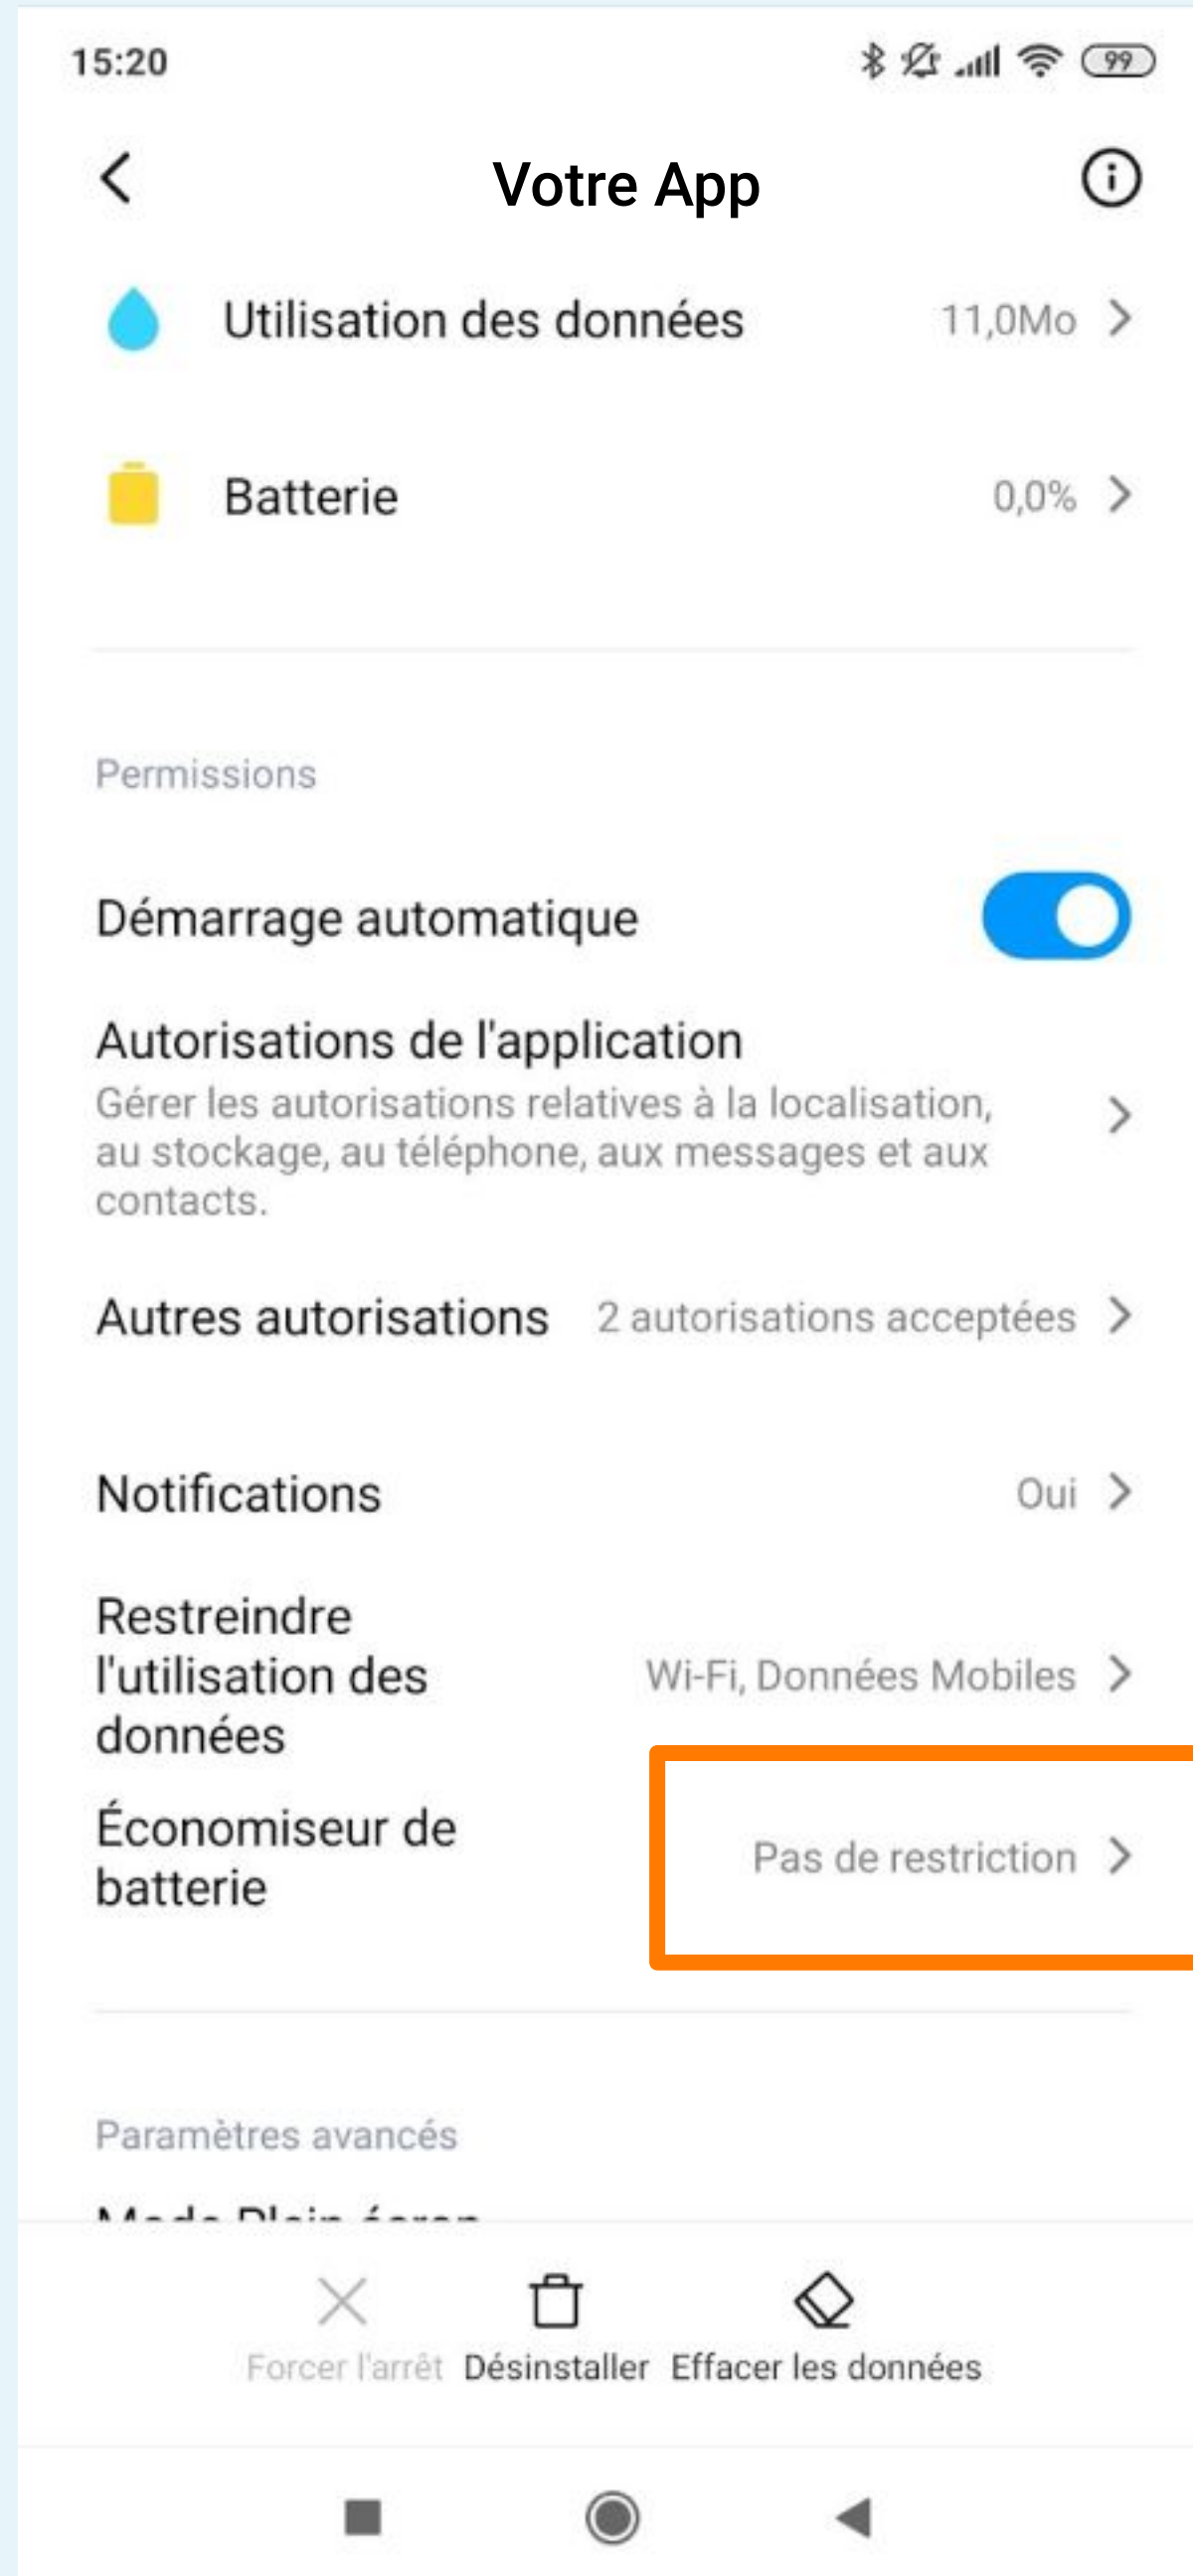 15:20
99
Votre App
Utilisation des données 11,0Mo
Batterie 0,0%
Permissions
Démarrage automatique
Autorisations de l'application
Gérer les autorisations relatives à la localisation,
au stockage, au téléphone, aux messages et aux
contacts.
Autres autorisations 2 autorisations acceptées
Notifications Oui
Restreindre
l'utilisation des
données
Wi-Fi, Données Mobiles
Économiseur de
batterie
Pas de restriction
Paramètres avancés
Mode Plein écran
Forcer l'arrêt Désinstaller Effacer les données